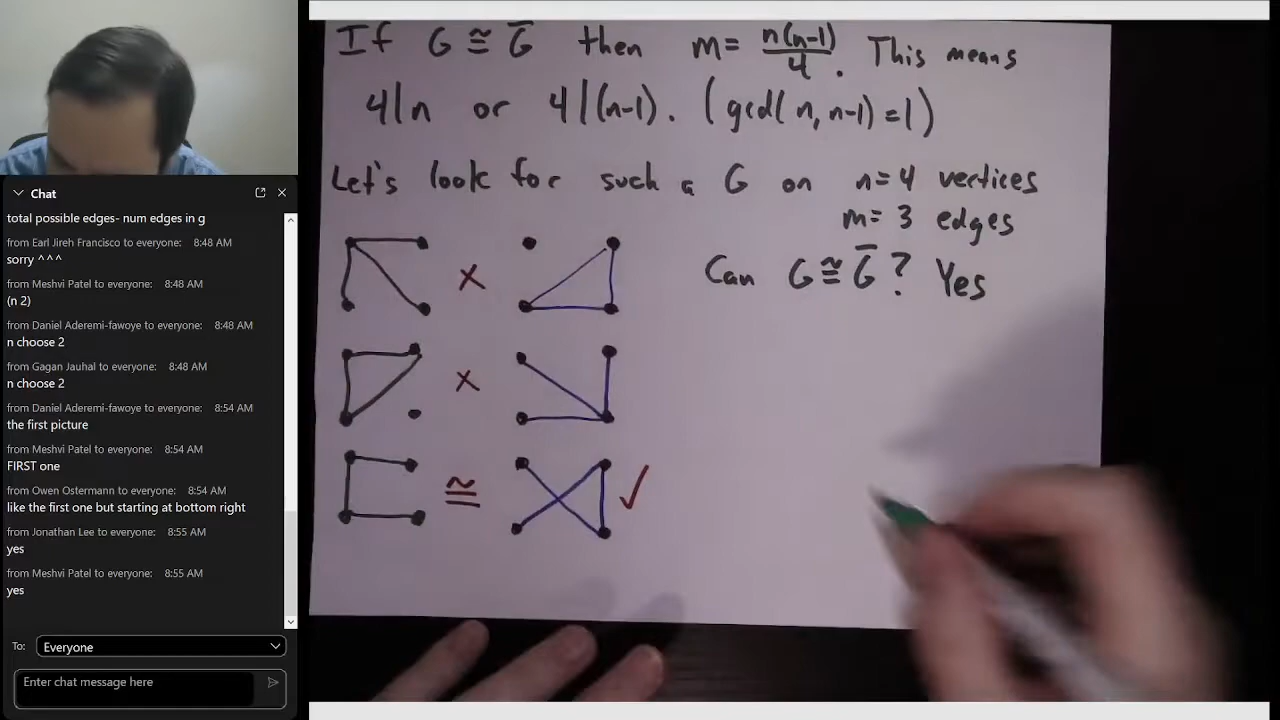 Chat
total possible edges- num edges in g
from Earl Jireh Francisco to everyone: 8:48 AM
sorry ^^^
from Meshvi Patel to everyone: 8:48 AM
(n 2)
from Daniel Aderemi-fawoye to everyone: 8:48 AM
n choose 2
from Gagan Jauhal to everyone: 8:48 AM
n choose 2
from Daniel Aderemi-fawoye to everyone: 8:54 AM
the first picture
from Meshvi Patel to everyone: 8:54 AM
FIRST one
from Owen Ostermann to everyone: 8:54 AM
like the first one but starting at bottom right
from Jonathan Lee to everyone: 8:55 AM
yes
from Meshvi Patel to everyone: 8:55 AM
yes
To: Everyone
Enter chat message here
If G ≅ G̅ then m = n(n-1)/4. This means
4|n or 4|(n-1). (gcd(n, n-1) = 1)
Let's look for such a G on n=4 vertices
m=3 edges
Can G ≅ G̅? Yes
×
×
≅ ✓